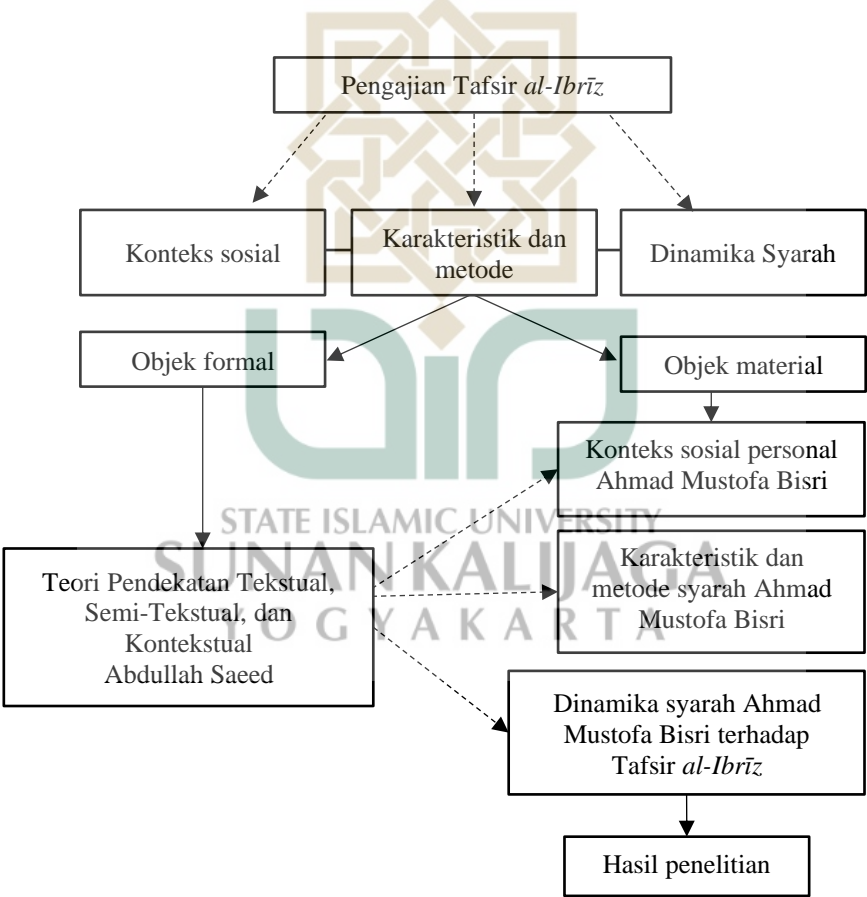 Pengajian Tafsir al-Ibrīz
Konteks sosial
Karakteristik dan
metode
Dinamika Syarah
Objek formal
Objek material
Konteks sosial personal
Ahmad Mustofa Bisri
STATE ISLAMIC UNIVERSITY
SUNAN KALIJAGA
YOGYAKARTA
Teori Pendekatan Tekstual,
Semi-Tekstual, dan
Kontekstual
Abdullah Saeed
Karakteristik dan
metode syarah Ahmad
Mustofa Bisri
Dinamika syarah Ahmad
Mustofa Bisri terhadap
Tafsir al-Ibrīz
Hasil penelitian